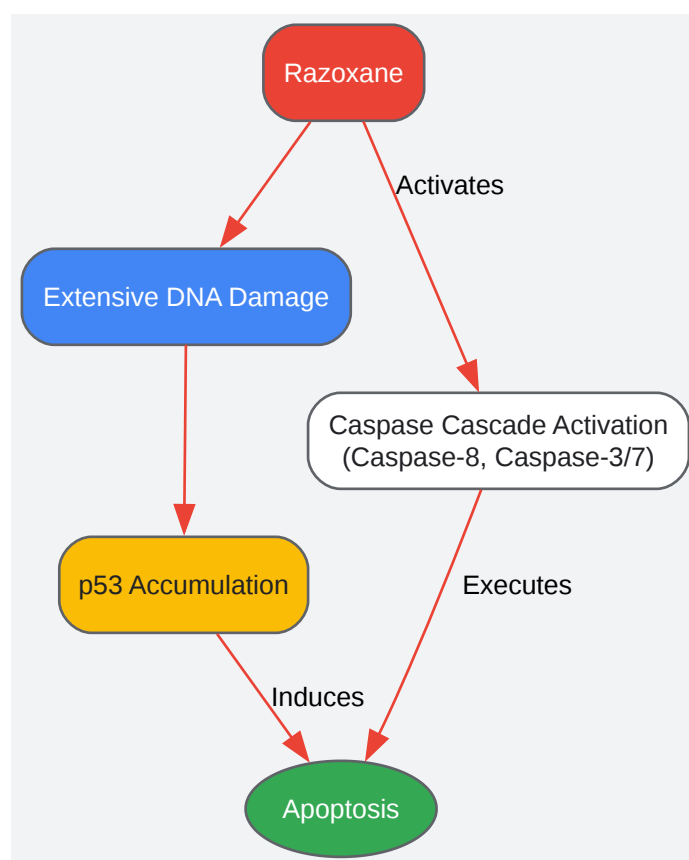 Razoxane
Activates
Extensive DNA Damage
Caspase Cascade Activation
(Caspase-8, Caspase-3/7)
p53 Accumulation
Executes
Induces
Apoptosis